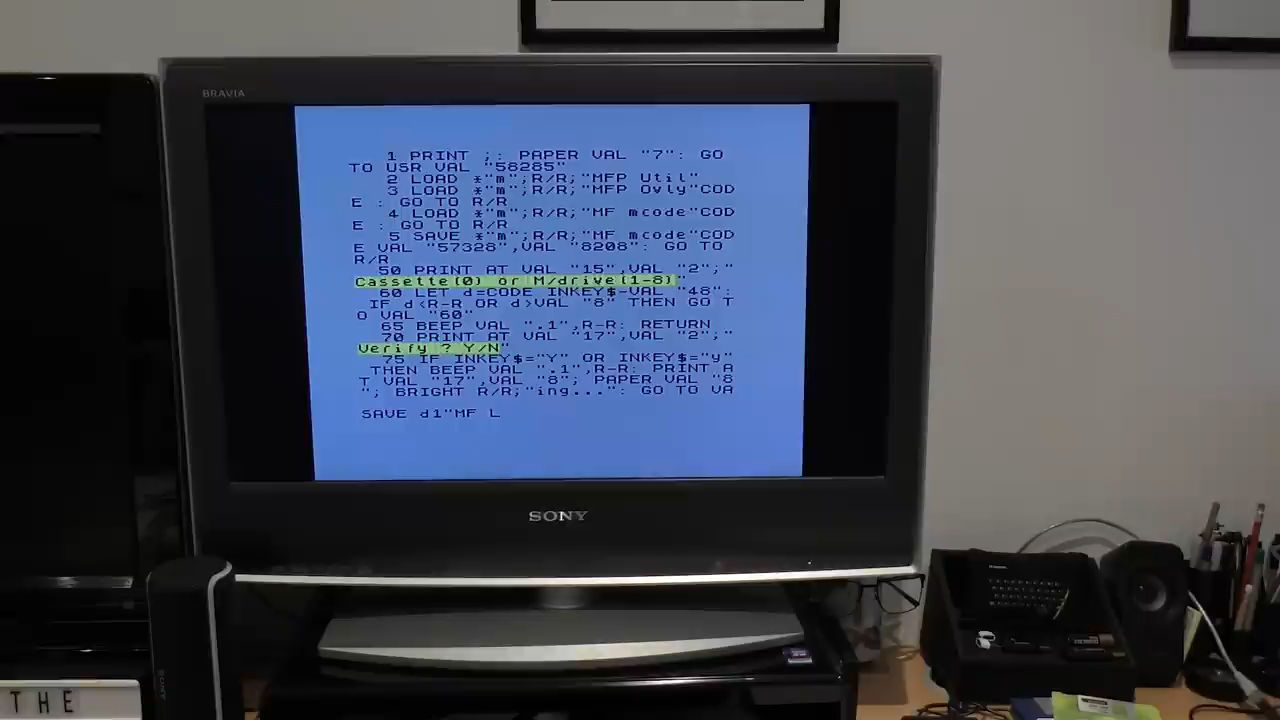 BRAVIA
1 PRINT ;: PAPER VAL "7": GO
TO USR VAL "58285"
2 LOAD *"m";R/R;"MFP Util"
3 LOAD *"m";R/R;"MFP Ovly"COD
E : GO TO R/R
4 LOAD *"m";R/R;"MF mcode"COD
E : GO TO R/R
5 SAVE *"m";R/R;"MF mcode"COD
E VAL "57328",VAL "8208": GO TO
R/R
50 PRINT AT VAL "15",VAL "2";"
Cassette(0) or M/drive(1-8)"
60 LET d=CODE INKEY$-VAL "48":
IF d<R-R OR d>VAL "8" THEN GO T
O VAL "60"
65 BEEP VAL ".1",R-R: RETURN
70 PRINT AT VAL "17",VAL "2";"
Verify ? Y/N"
75 IF INKEY$="Y" OR INKEY$="y"
THEN BEEP VAL ".1",R-R: PRINT A
T VAL "17",VAL "8"; PAPER VAL "8
"; BRIGHT R/R;"ing...": GO TO VA
SAVE d1"MF L
SONY
SONY
THE